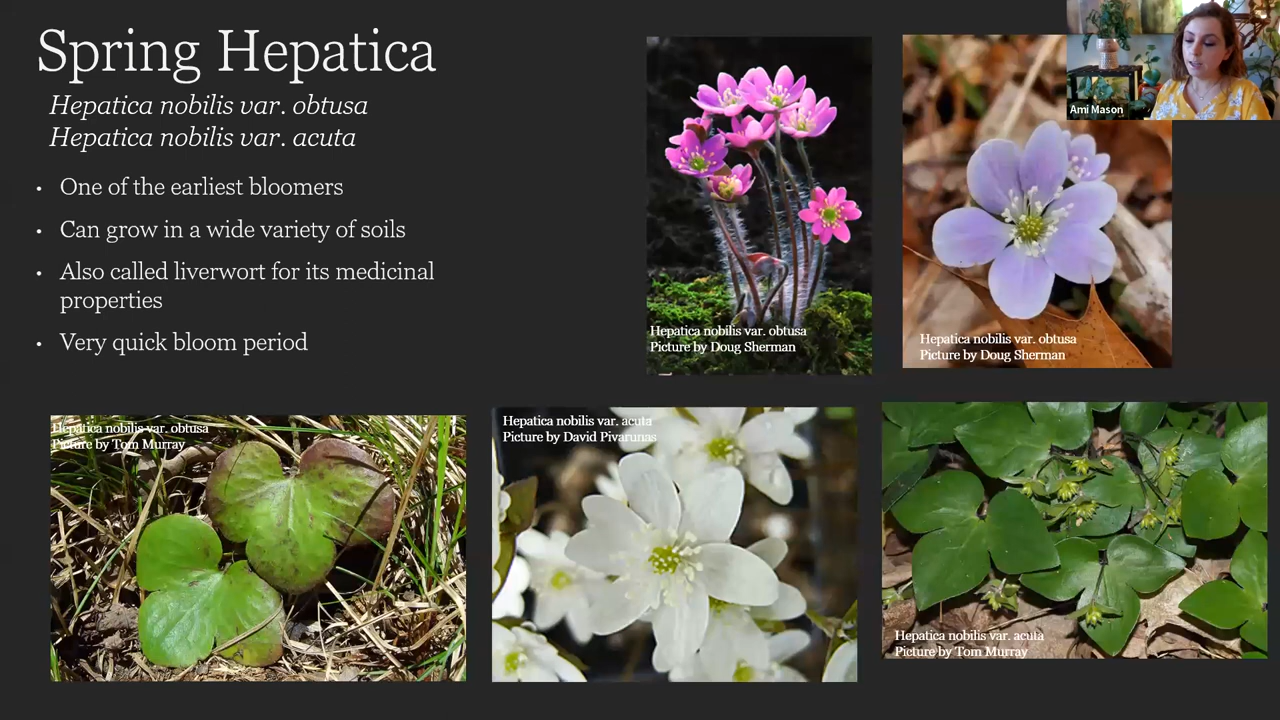 Spring Hepatica
Hepatica nobilis var. obtusa
Hepatica nobilis var. acuta
• One of the earliest bloomers
• Can grow in a wide variety of soils
• Also called liverwort for its medicinal
properties
• Very quick bloom period
Hepatica nobilis var. obtusa
Picture by Doug Sherman
Hepatica nobilis var. obtusa
Picture by Doug Sherman
Ami Mason
Hepatica nobilis var. obtusa
Picture by Tom Murray
Hepatica nobilis var. acuta
Picture by David Pivarunas
Hepatica nobilis var. acuta
Picture by Tom Murray